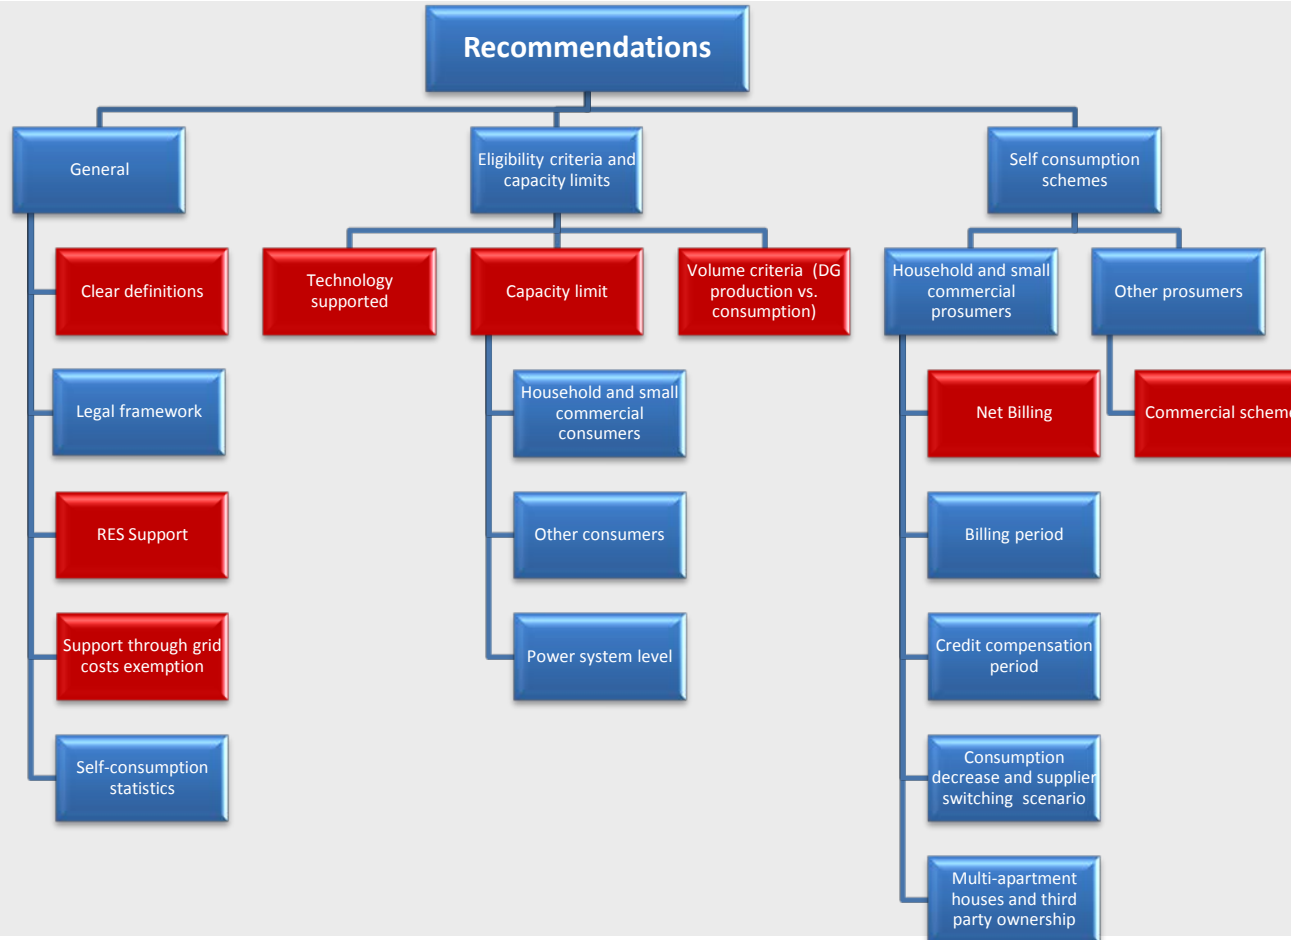 Recommendations
General
Eligibility criteria and
capacity limits
Self consumption
schemes
Clear definitions
Technology
supported
Capacity limit
Volume criteria  (DG
production vs.
consumption)
Household and small
commercial
prosumers
Other prosumers
Legal framework
Household and small
commercial
consumers
Net Billing
Commercial scheme
RES Support
Other consumers
Billing period
Support through grid
costs exemption
Power system level
Credit compensation
period
Self-consumption
statistics
Consumption
decrease and supplier
switching  scenario
Multi-apartment
houses and third
party ownership